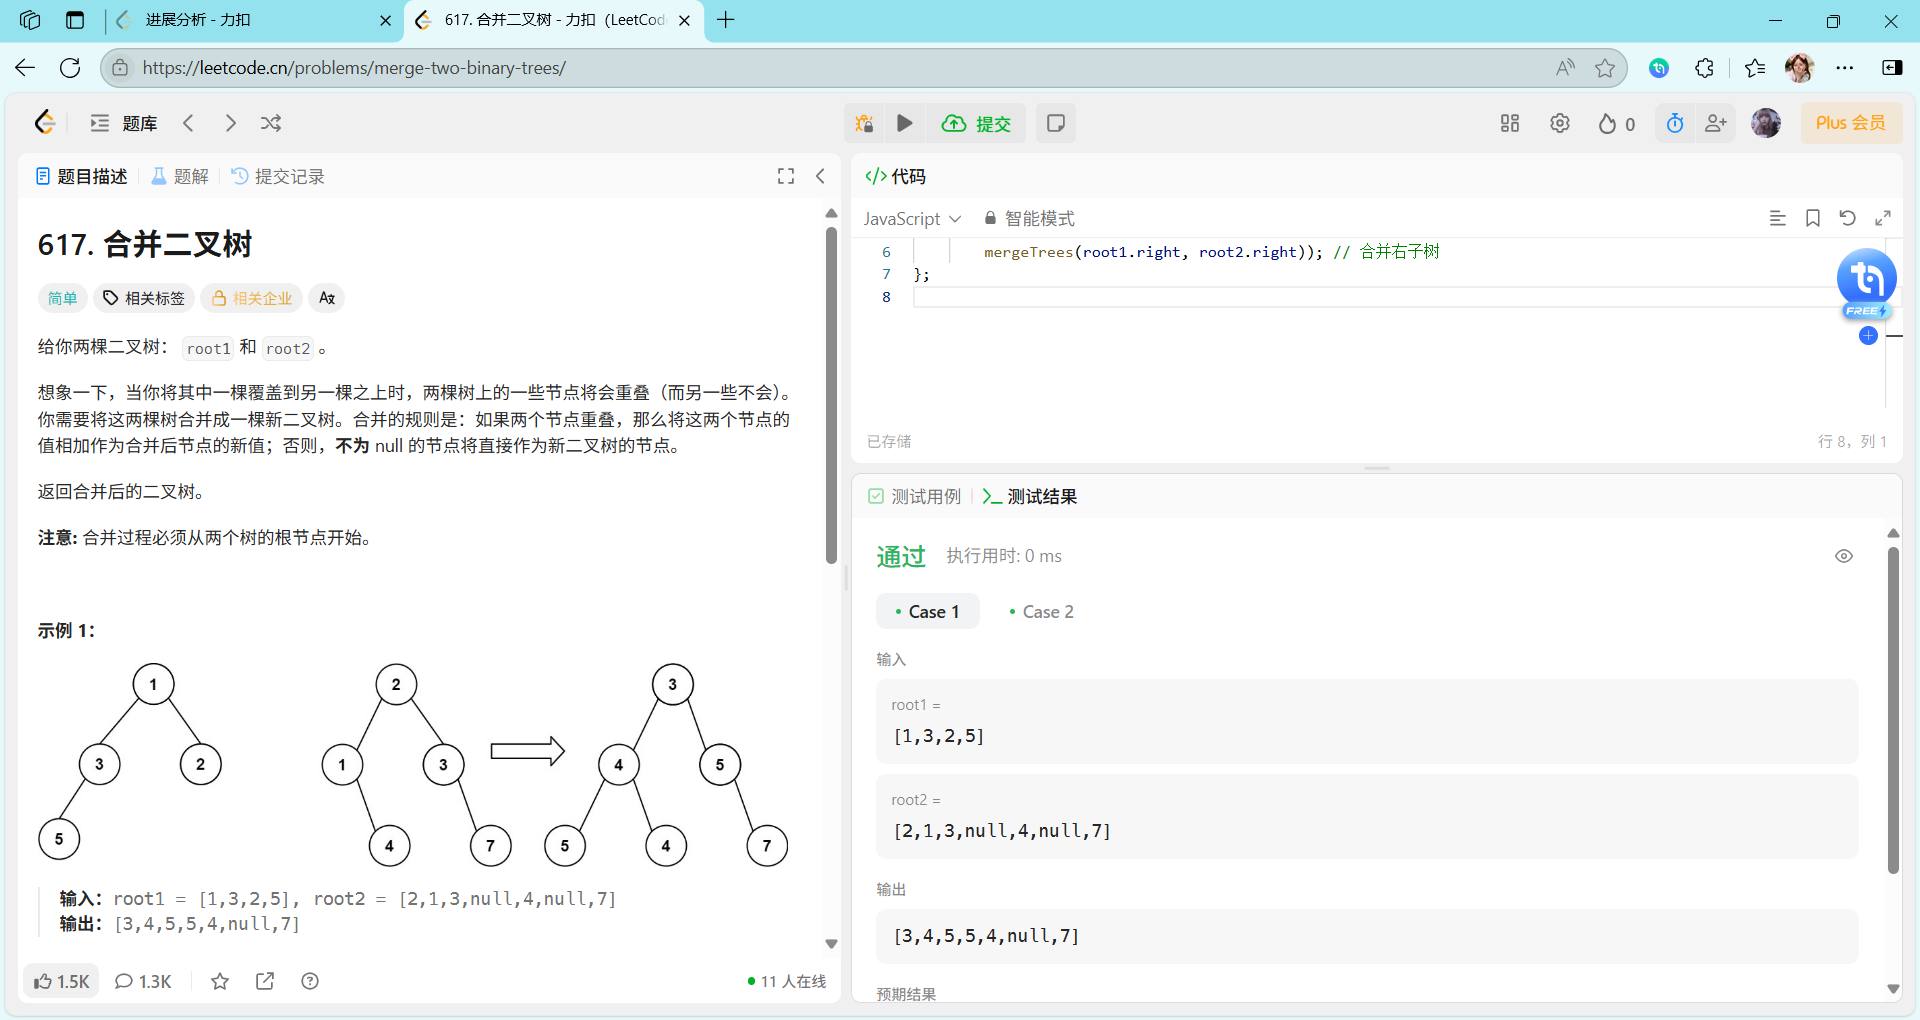 进展分析 - 力扣
617. 合并二叉树 - 力扣（LeetCod
https://leetcode.cn/problems/merge-two-binary-trees/
题库
提交
0
Plus 会员
题目描述
题解
提交记录
617. 合并二叉树
简单
相关标签
相关企业
给你两棵二叉树： root1 和 root2 。
想象一下，当你将其中一棵覆盖到另一棵之上时，两棵树上的一些节点将会重叠（而另一些不会）。
你需要将这两棵树合并成一棵新二叉树。合并的规则是：如果两个节点重叠，那么将这两个节点的
值相加作为合并后节点的新值；否则，不为 null 的节点将直接作为新二叉树的节点。
返回合并后的二叉树。
注意: 合并过程必须从两个树的根节点开始。
示例 1：
1
2
3
3
2
1
3
4
5
5
4
7
5
4
7
输入：root1 = [1,3,2,5], root2 = [2,1,3,null,4,null,7]
输出：[3,4,5,5,4,null,7]
1.5K
1.3K
11 人在线
代码
JavaScript
智能模式
6 mergeTrees(root1.right, root2.right)); // 合并右子树
7 };
8
FREE
已存储
行 8，列 1
测试用例
测试结果
通过
执行用时: 0 ms
Case 1
Case 2
输入
root1 =
[1,3,2,5]
root2 =
[2,1,3,null,4,null,7]
输出
[3,4,5,5,4,null,7]
预期结果